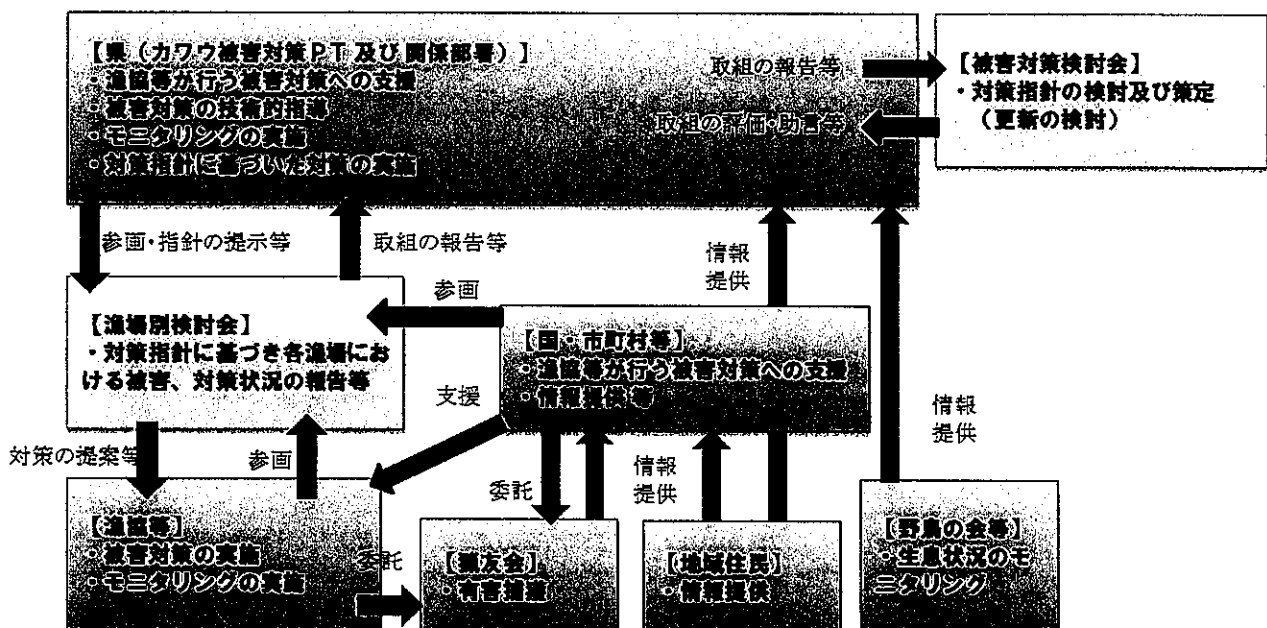 【県（カワウ被害対策ＰＴ及び関係部署）】
・漁協等が行う被害対策への支援
・被害対策の技術的指導
・モニタリングの実施
・対策指針に基づいた対策の実施
取組の報告等
取組の評価・助言等
【被害対策検討会】
・対策指針の検討及び策定
（更新の検討）
参画・指針の提示等
取組の報告等
情報
提供
参画
【漁場別検討会】
・対策指針に基づき各漁場にお
ける被害、対策状況の報告等
【国・市町村等】
・漁協等が行う被害対策への支援
・情報提供等
支援
情報
提供
対策の提案等
参画
委託
情報
提供
【漁協等】
・被害対策の実施
・モニタリングの実施
委託
【猟友会】
・有害捕獲
【地域住民】
・情報提供
【野鳥の会等】
・生息状況のモ
ニタリング